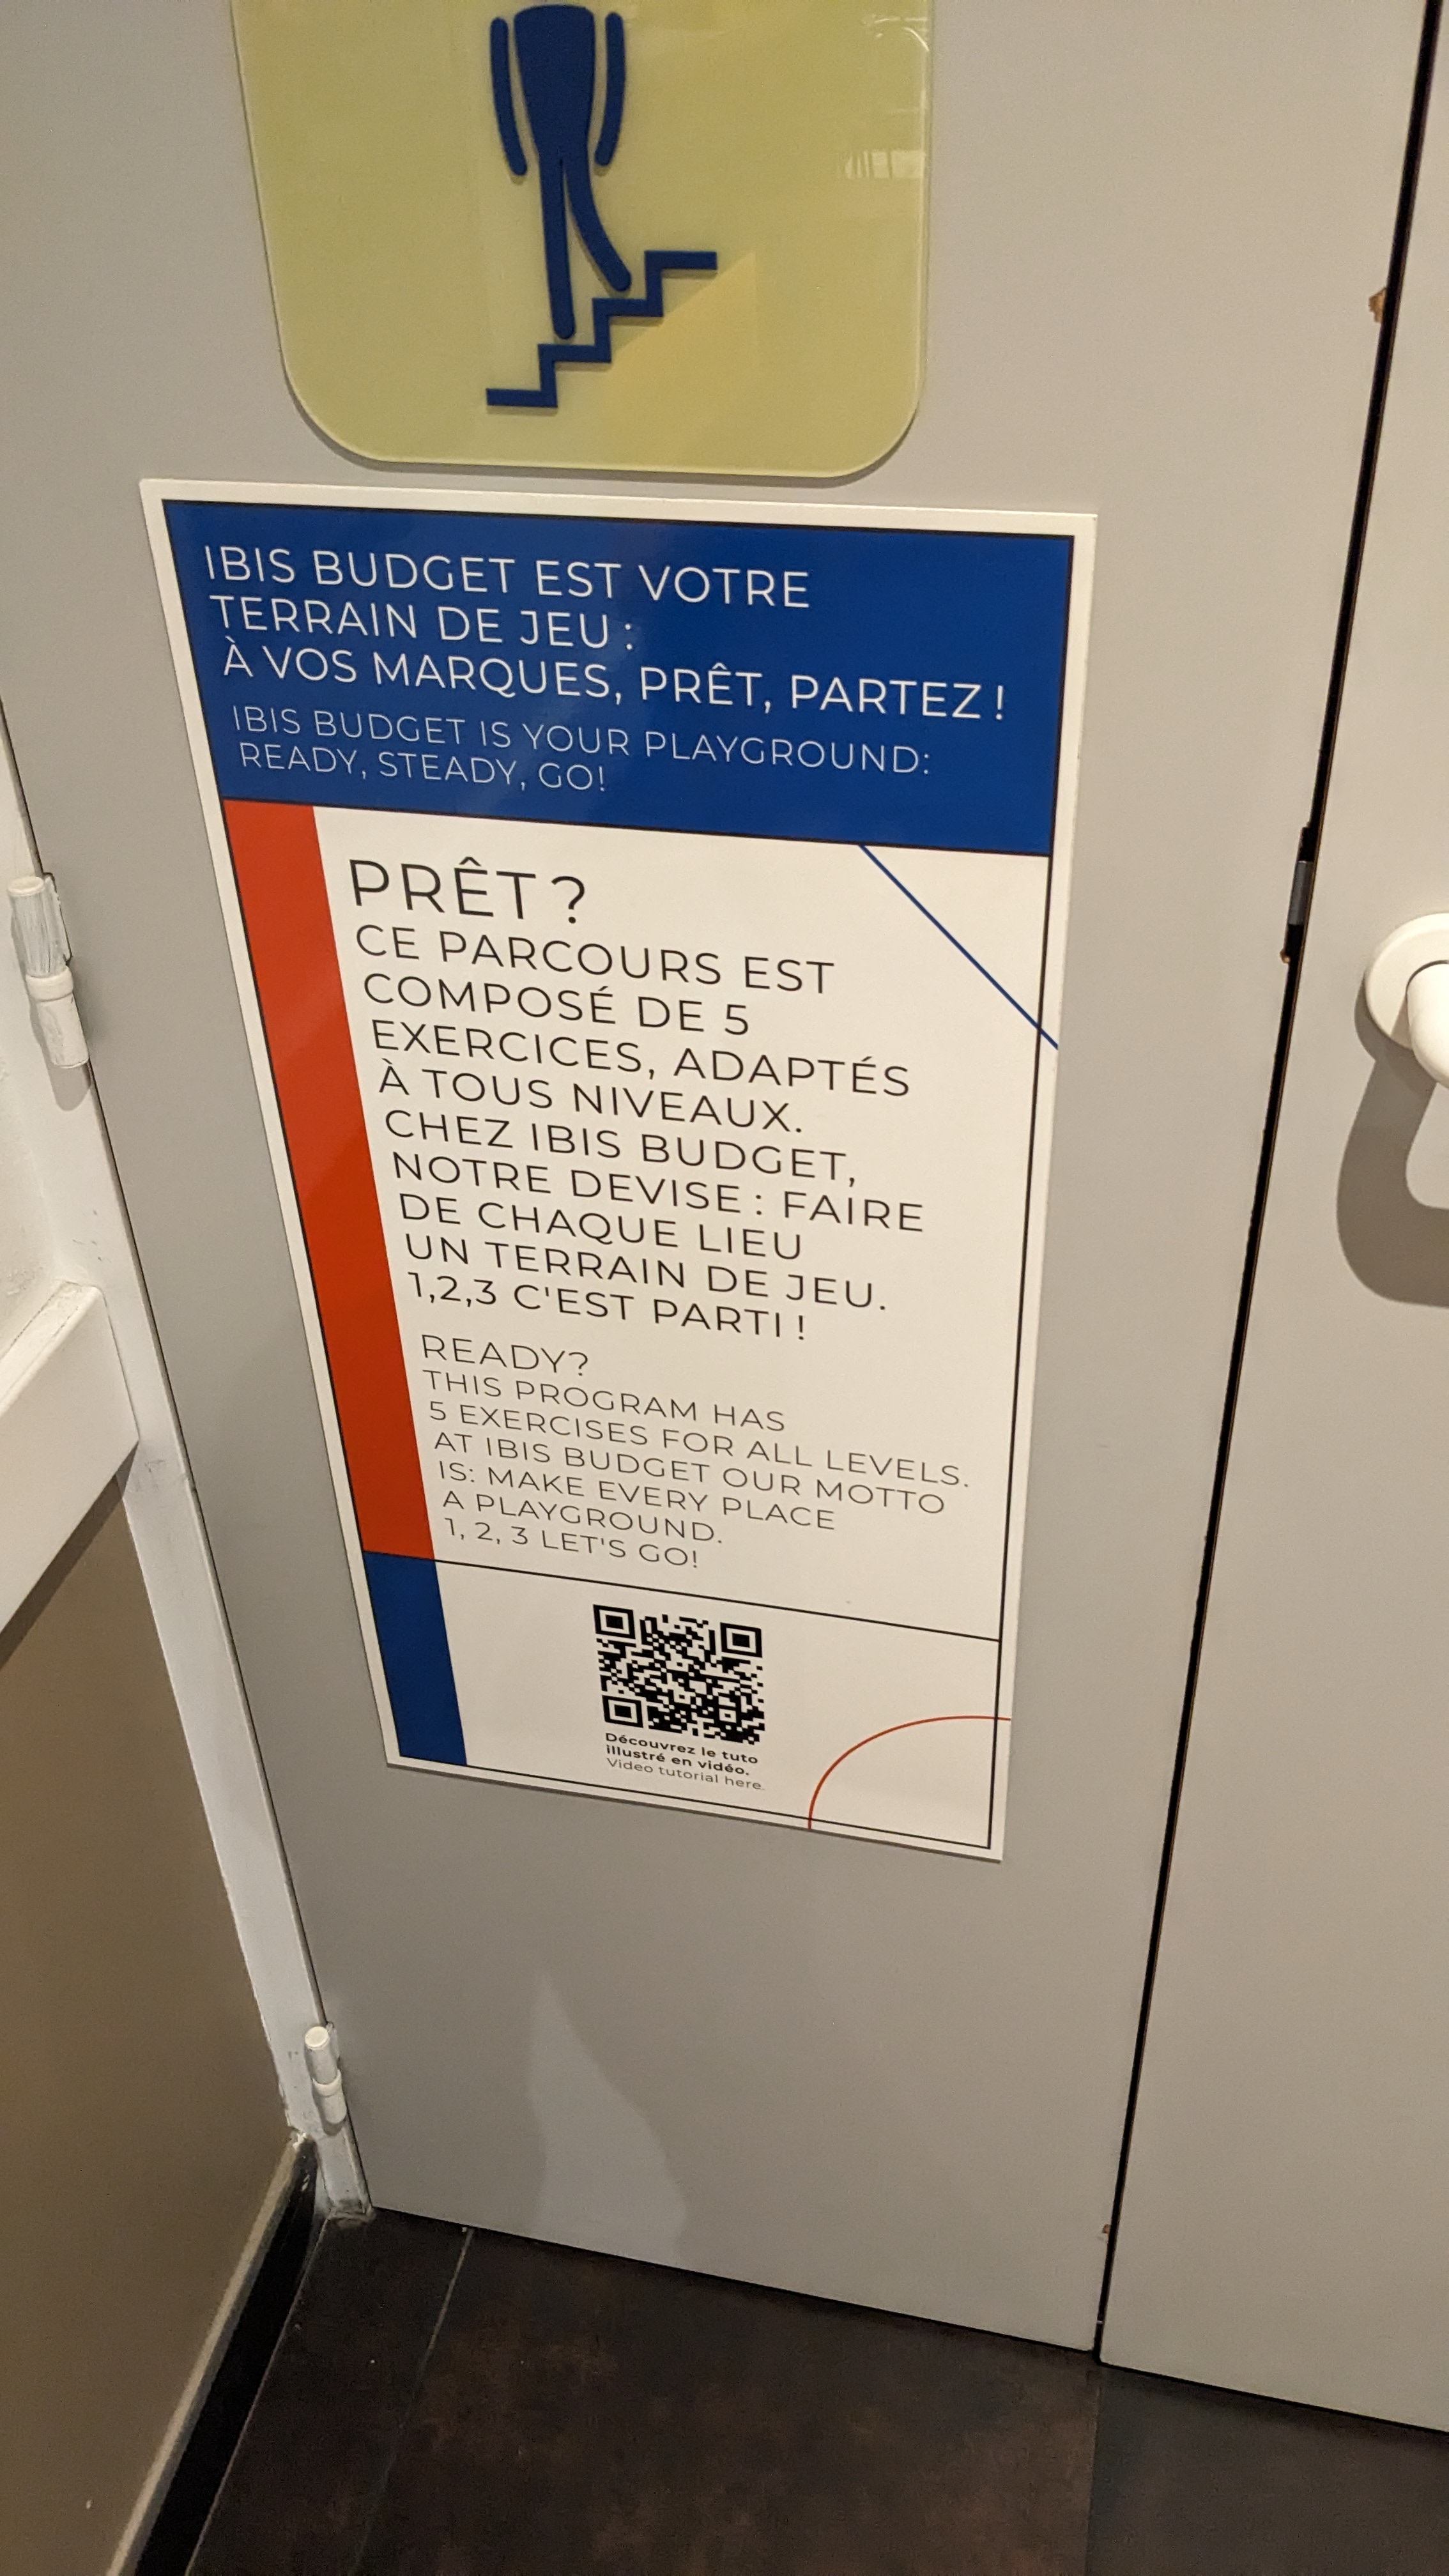 IBIS BUDGET EST VOTRE
TERRAIN DE JEU :
À VOS MARQUES, PRÊT, PARTEZ !
IBIS BUDGET IS YOUR PLAYGROUND:
READY, STEADY, GO!
PRÊT ?
CE PARCOURS EST
COMPOSÉ DE 5
EXERCICES, ADAPTÉS
À TOUS NIVEAUX.
CHEZ IBIS BUDGET,
NOTRE DEVISE : FAIRE
DE CHAQUE LIEU
UN TERRAIN DE JEU.
1,2,3 C'EST PARTI !
READY?
THIS PROGRAM HAS
5 EXERCISES FOR ALL LEVELS.
AT IBIS BUDGET OUR MOTTO
IS: MAKE EVERY PLACE
A PLAYGROUND.
1, 2, 3 LET'S GO!
Découvrez le tuto
illustré en vidéo.
Video tutorial here.